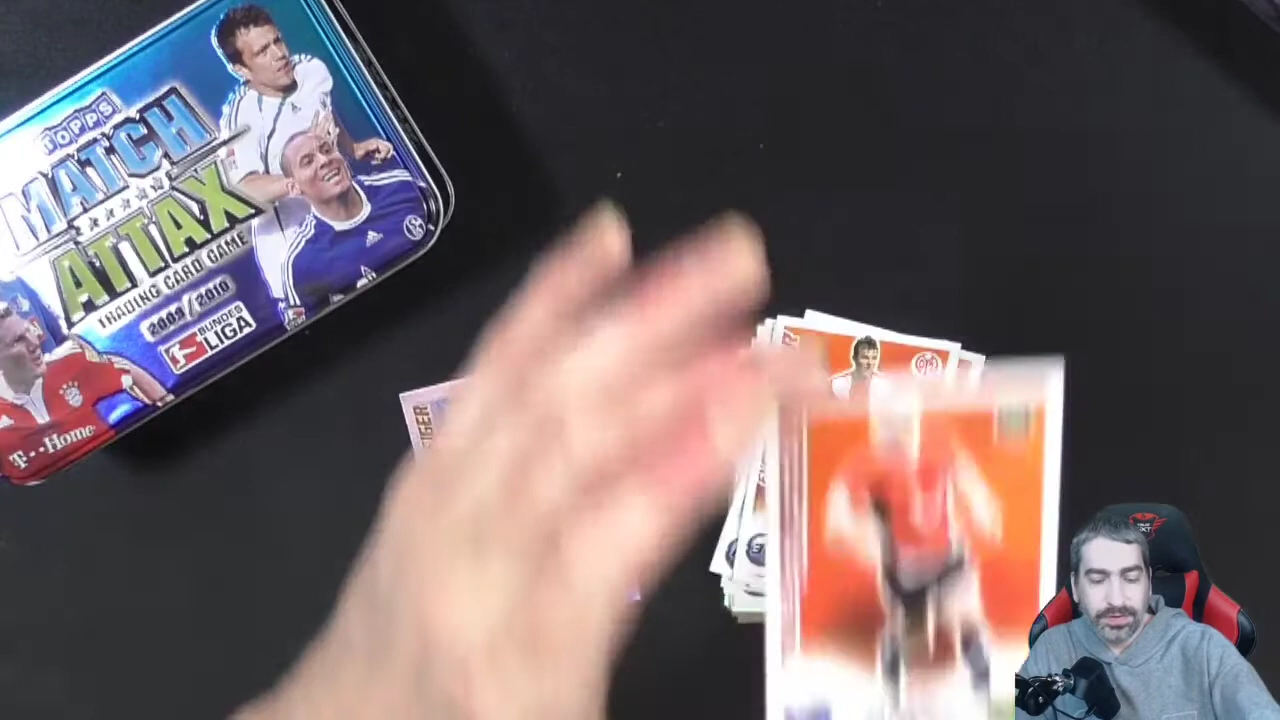 TOPPS
MATCH
ATTAX
TRADING CARD GAME
2009/2010
BUNDES
LIGA
T··Home·